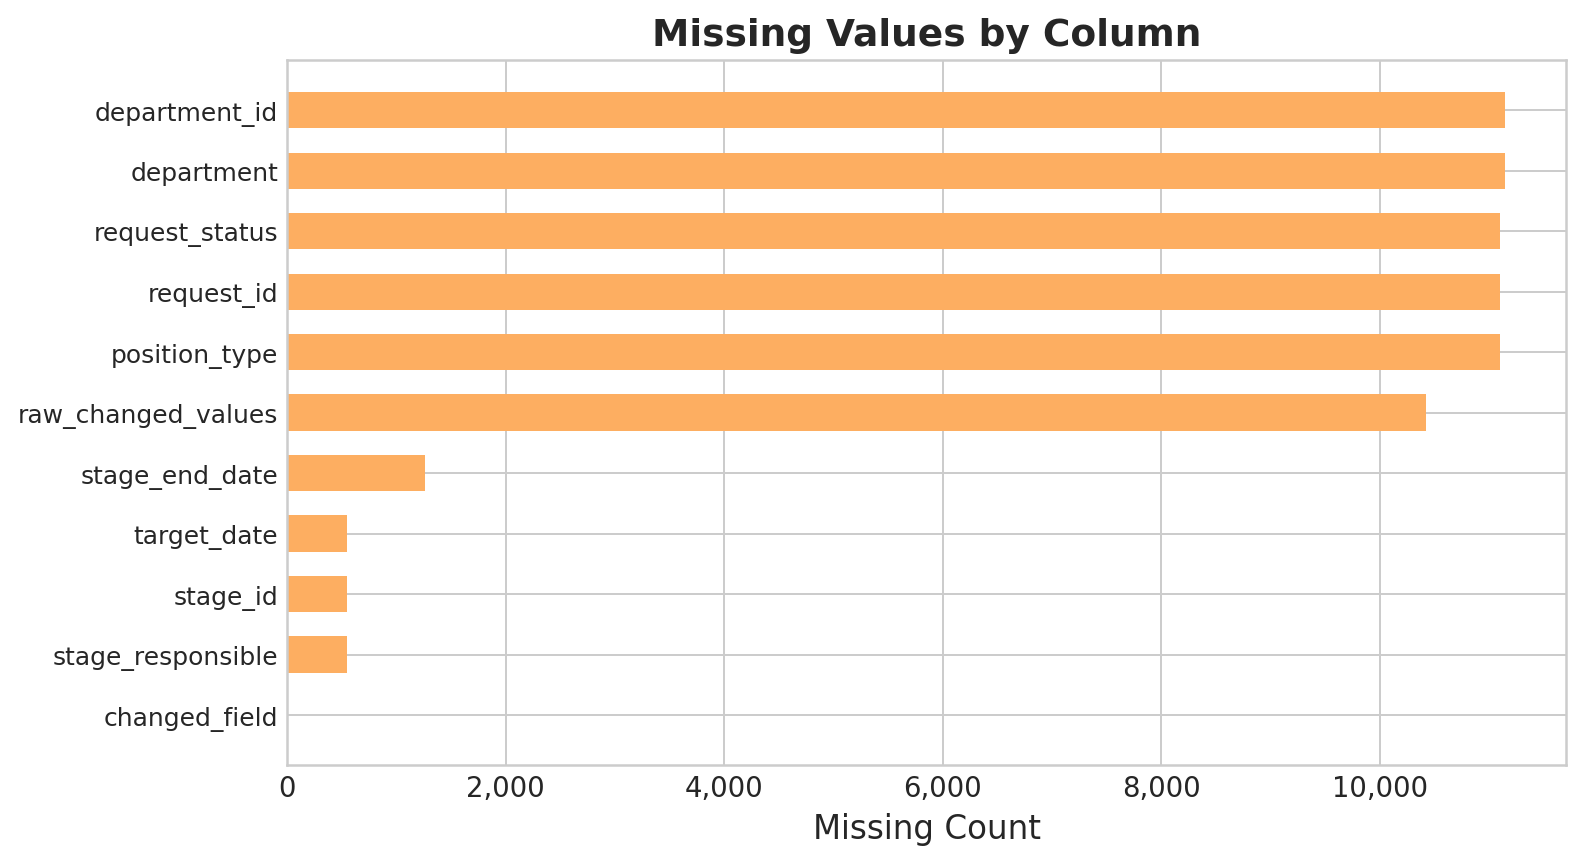 Missing Values by Column
department_id
department
request_status
request_id
position_type
raw_changed_values
stage_end_date
target_date
stage_id
stage_responsible
changed_field
0 2,000 4,000 6,000 8,000 10,000
Missing Count